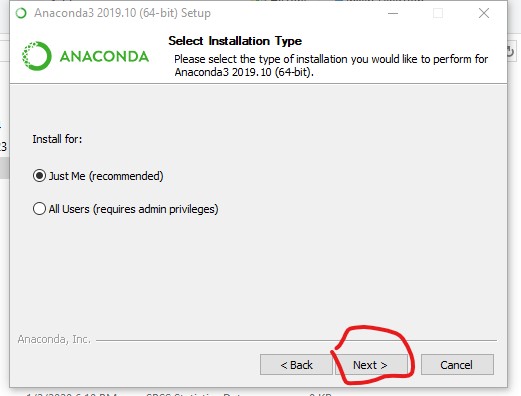 Anaconda3 2019.10 (64-bit) Setup
ANACONDA
Select Installation Type
Please select the type of installation you would like to perform for
Anaconda3 2019.10 (64-bit).
23
Install for:
Just Me (recommended)
All Users (requires admin privileges)
Anaconda, Inc.
< Back
Next >
Cancel